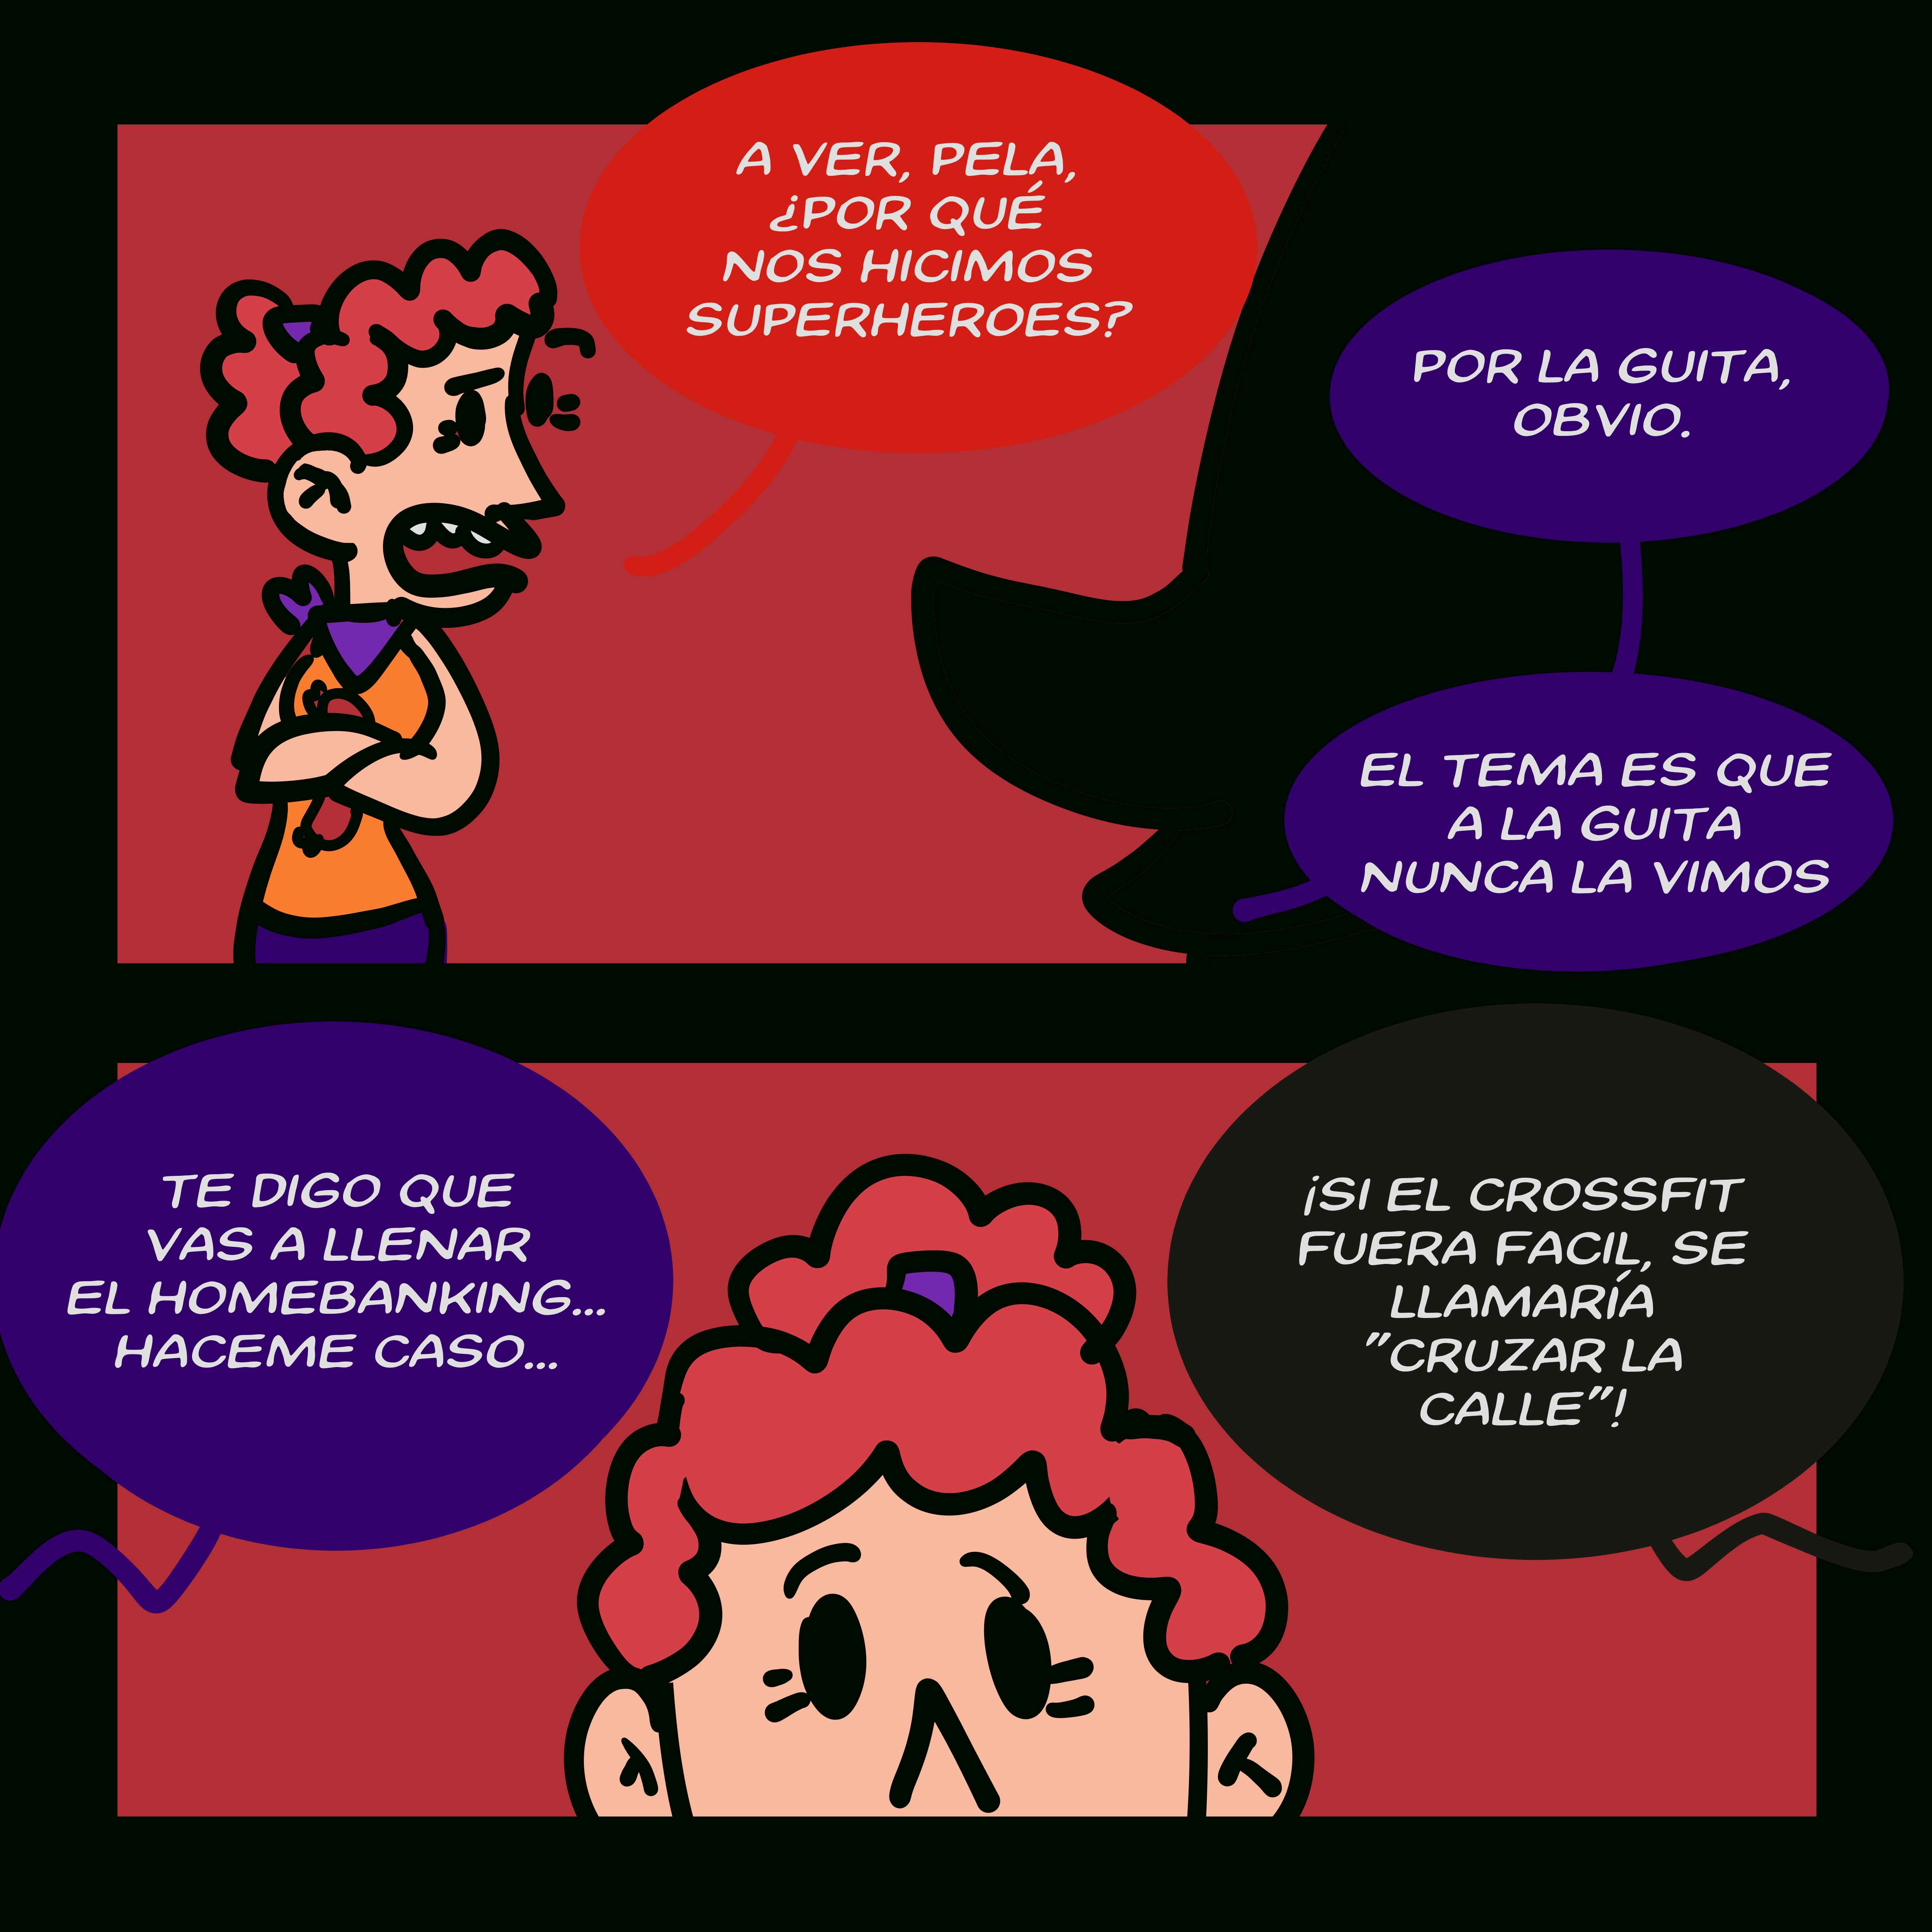 A VER, PELA,
¿POR QUÉ
NOS HICIMOS
SUPERHEROES?
POR LA GUITA,
OBVIO.
EL TEMA ES QUE
A LA GUITA
NUNCA LA VIMOS
TE DIGO QUE
VAS A LLENAR
EL HOMEBANKING...
HACEME CASO...
¡SI EL CROSSFIT
FUERA FACIL, SE
LLAMARÍA
"CRUZAR LA
CALLE"!